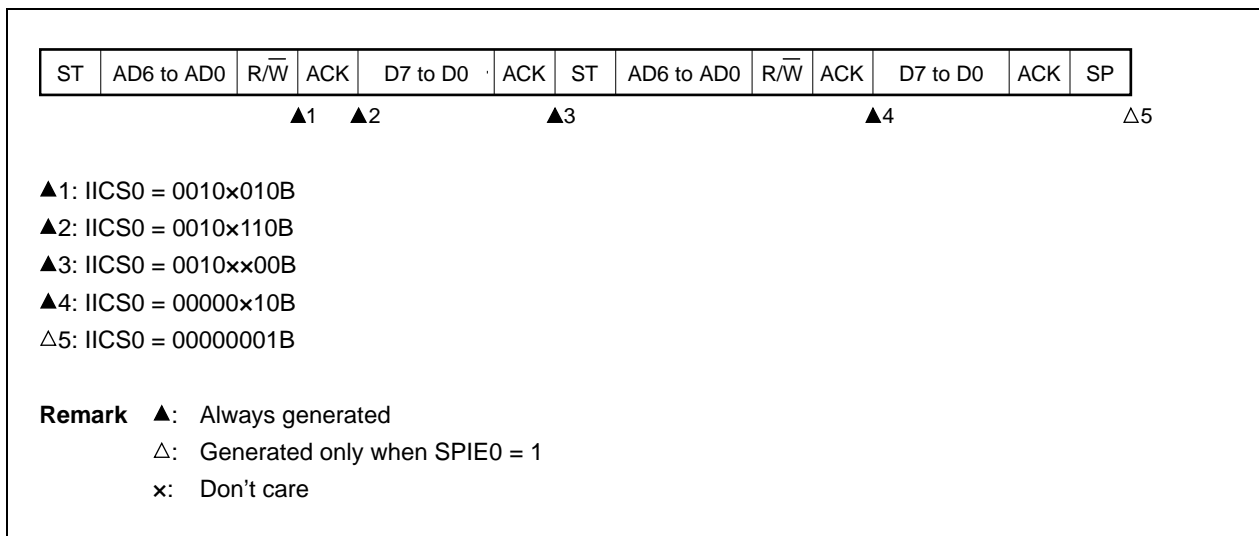 ST AD6 to AD0 R/W̅ ACK D7 to D0 ACK ST AD6 to AD0 R/W̅ ACK D7 to D0 ACK SP
▲1 ▲2 ▲3 ▲4 △5
▲1: IICS0 = 0010×010B
▲2: IICS0 = 0010×110B
▲3: IICS0 = 0010××00B
▲4: IICS0 = 00000×10B
△5: IICS0 = 00000001B
Remark ▲: Always generated
△: Generated only when SPIE0 = 1
×: Don't care